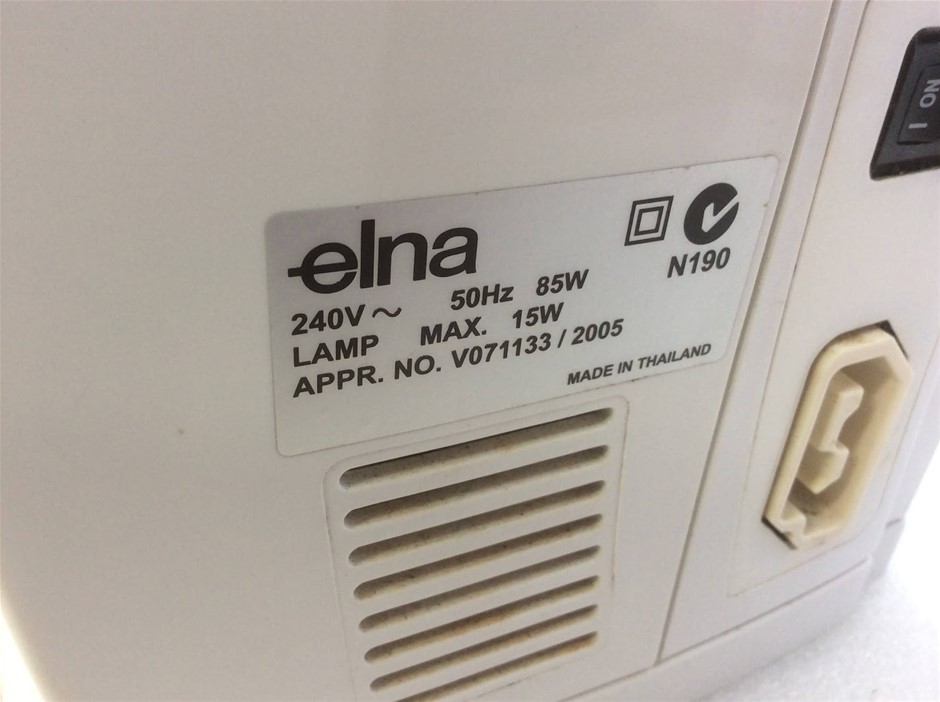 elna
N190
240V ~ 50Hz 85W
LAMP MAX. 15W
APPR. NO. V071133 / 2005
MADE IN THAILAND
ON I